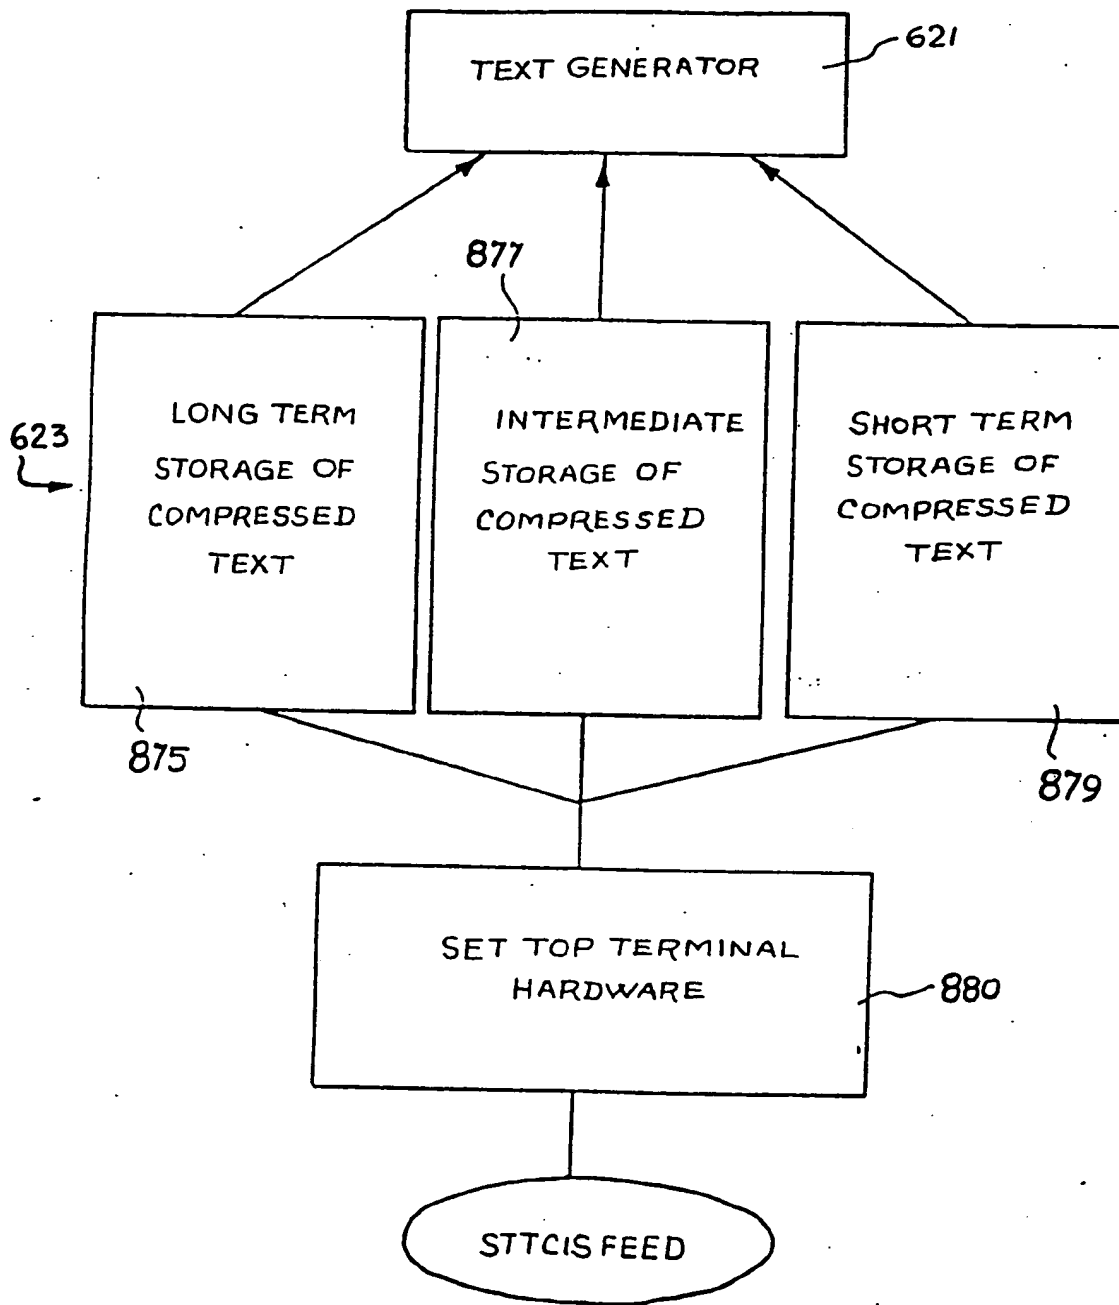 TEXT GENERATOR
621
877
623
LONG TERM
STORAGE OF
COMPRESSED
TEXT
INTERMEDIATE
STORAGE OF
COMPRESSED
TEXT
SHORT TERM
STORAGE OF
COMPRESSED
TEXT
875
879
SET TOP TERMINAL
HARDWARE
880
STTCIS FEED